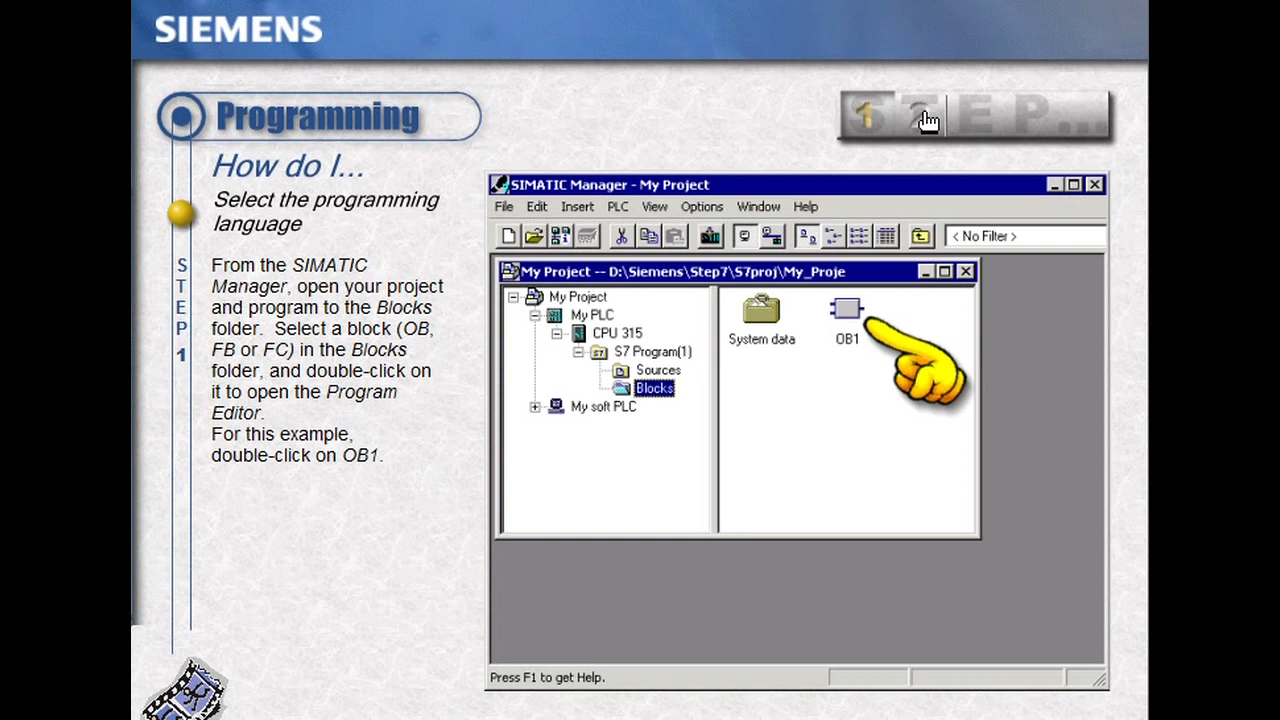 SIEMENS
Programming
1 2 STEP...
How do I...
Select the programming
language
STEP 1
From the SIMATIC
Manager, open your project
and program to the Blocks
folder. Select a block (OB,
FB or FC) in the Blocks
folder, and double-click on
it to open the Program
Editor.
For this example,
double-click on OB1.
SIMATIC Manager - My Project
File Edit Insert PLC View Options Window Help
< No Filter >
My Project -- D:\Siemens\Step7\S7proj\My_Proje
My Project
My PLC
CPU 315
S7 Program(1)
Sources
Blocks
My soft PLC
System data
OB1
Press F1 to get Help.